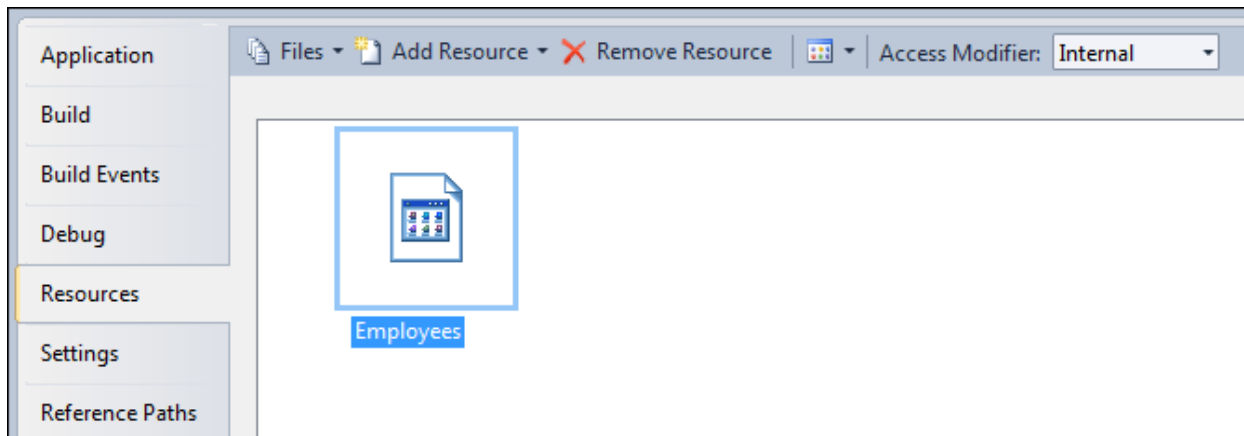 Files Add Resource Remove Resource Access Modifier: Internal
Application
Build
Build Events
Debug
Resources
Settings
Reference Paths
Employees